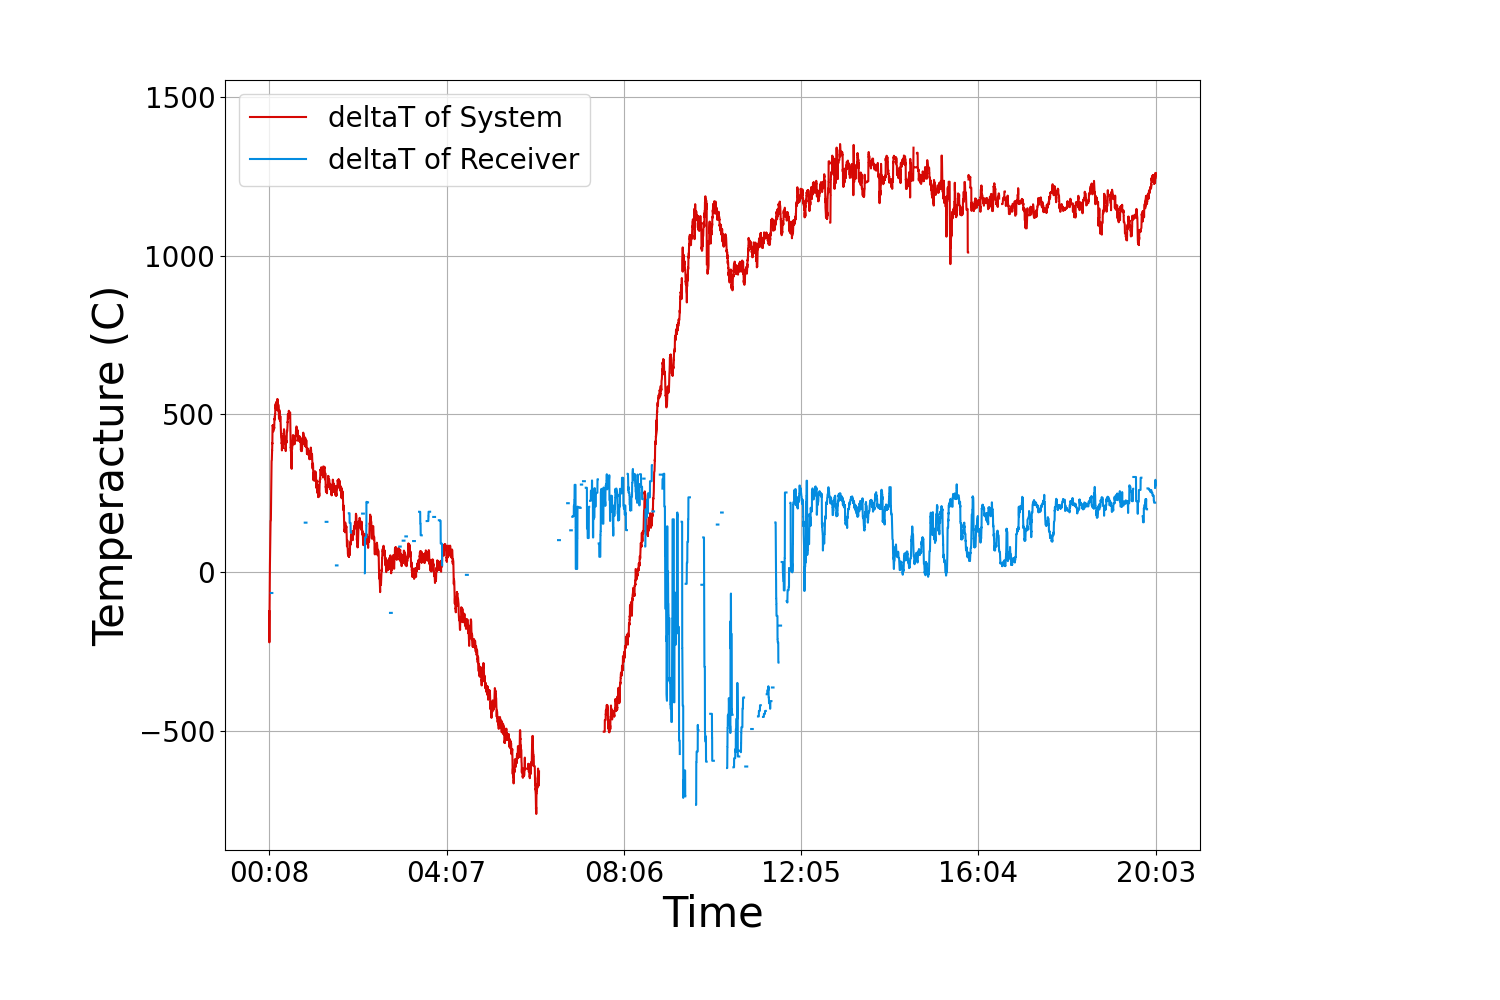 deltaT of System
deltaT of Receiver
1500
1000
500
0
−500
Temperacture (C)
00:08 04:07 08:06 12:05 16:04 20:03
Time